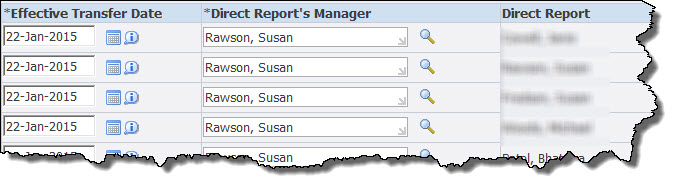 *Effective Transfer Date *Direct Report's Manager Direct Report
22-Jan-2015 Rawson, Susan
22-Jan-2015 Rawson, Susan
22-Jan-2015 Rawson, Susan
22-Jan-2015 Rawson, Susan
Susan